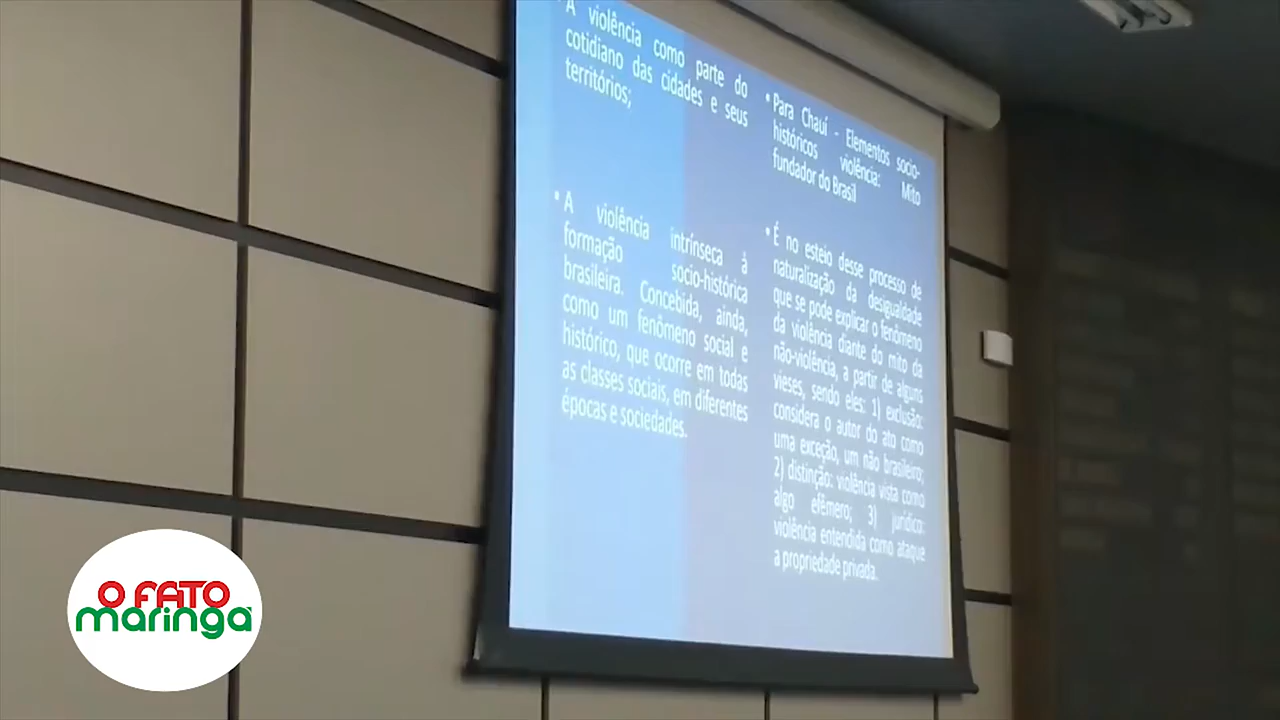 A violência como parte do
cotidiano das cidades e seus
territórios;
• A violência intrínseca à
formação socio-histórica
brasileira. Concebida, ainda,
como um fenômeno social e
histórico, que ocorre em todas
as classes sociais, em diferentes
épocas e sociedades.
• Para Chauí - Elementos socio-
históricos violência: Mito
fundador do Brasil
• É no esteio desse processo de
naturalização da desigualdade
que se pode explicar o fenômeno
da violência diante do mito da
não-violência, a partir de alguns
vieses, sendo eles: 1) exclusão:
considera o autor do ato como
uma exceção, um não brasileiro;
2) distinção: violência vista como
algo efêmero; 3) jurídico:
violência entendida como ataque
a propriedade privada.
O FATO
maringá